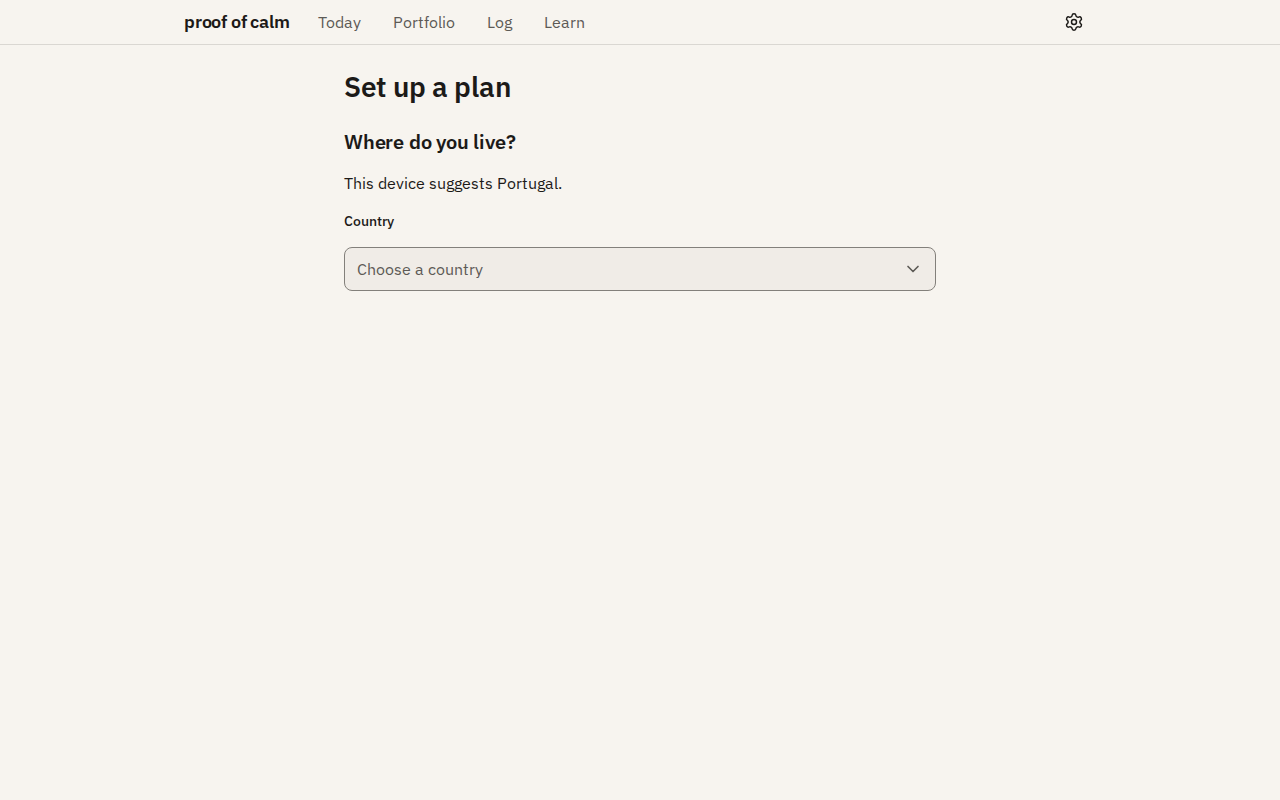 proof of calm Today Portfolio Log Learn
Set up a plan
Where do you live?
This device suggests Portugal.
Country
Choose a country